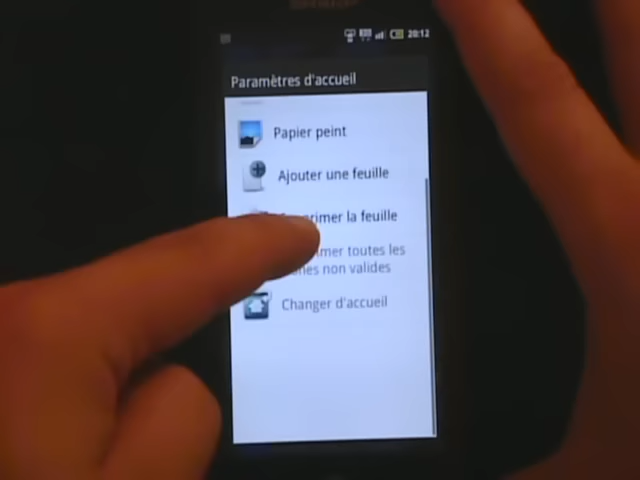 20:12
Paramètres d'accueil
Papier peint
Ajouter une feuille
la feuille
toutes les
non valides
Changer d'accueil